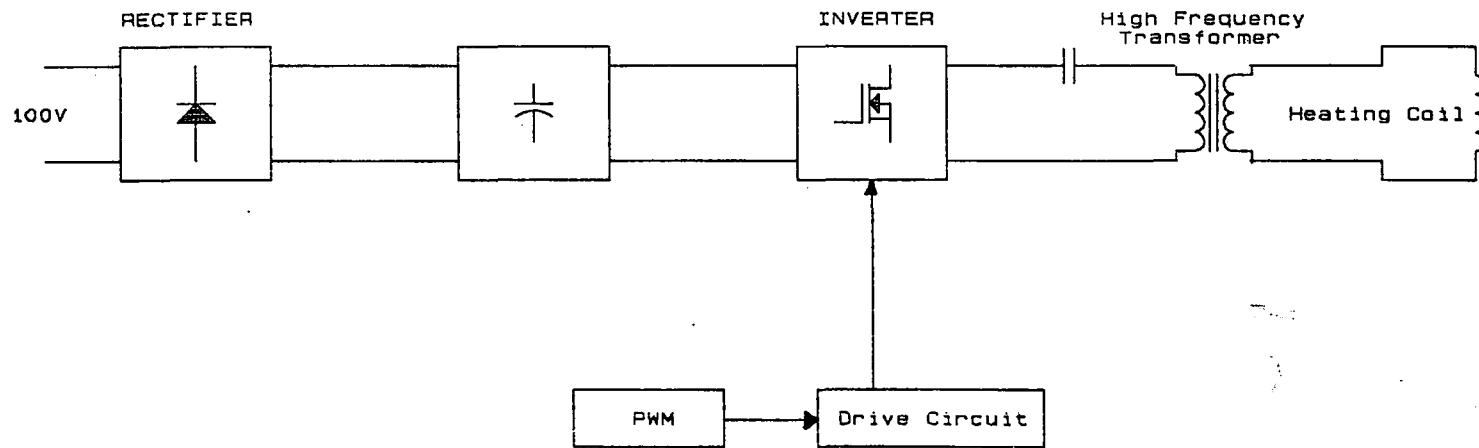 RECTIFIER
INVERTER
High Frequency
Transformer
100V
Heating Coil
PWM
Drive Circuit